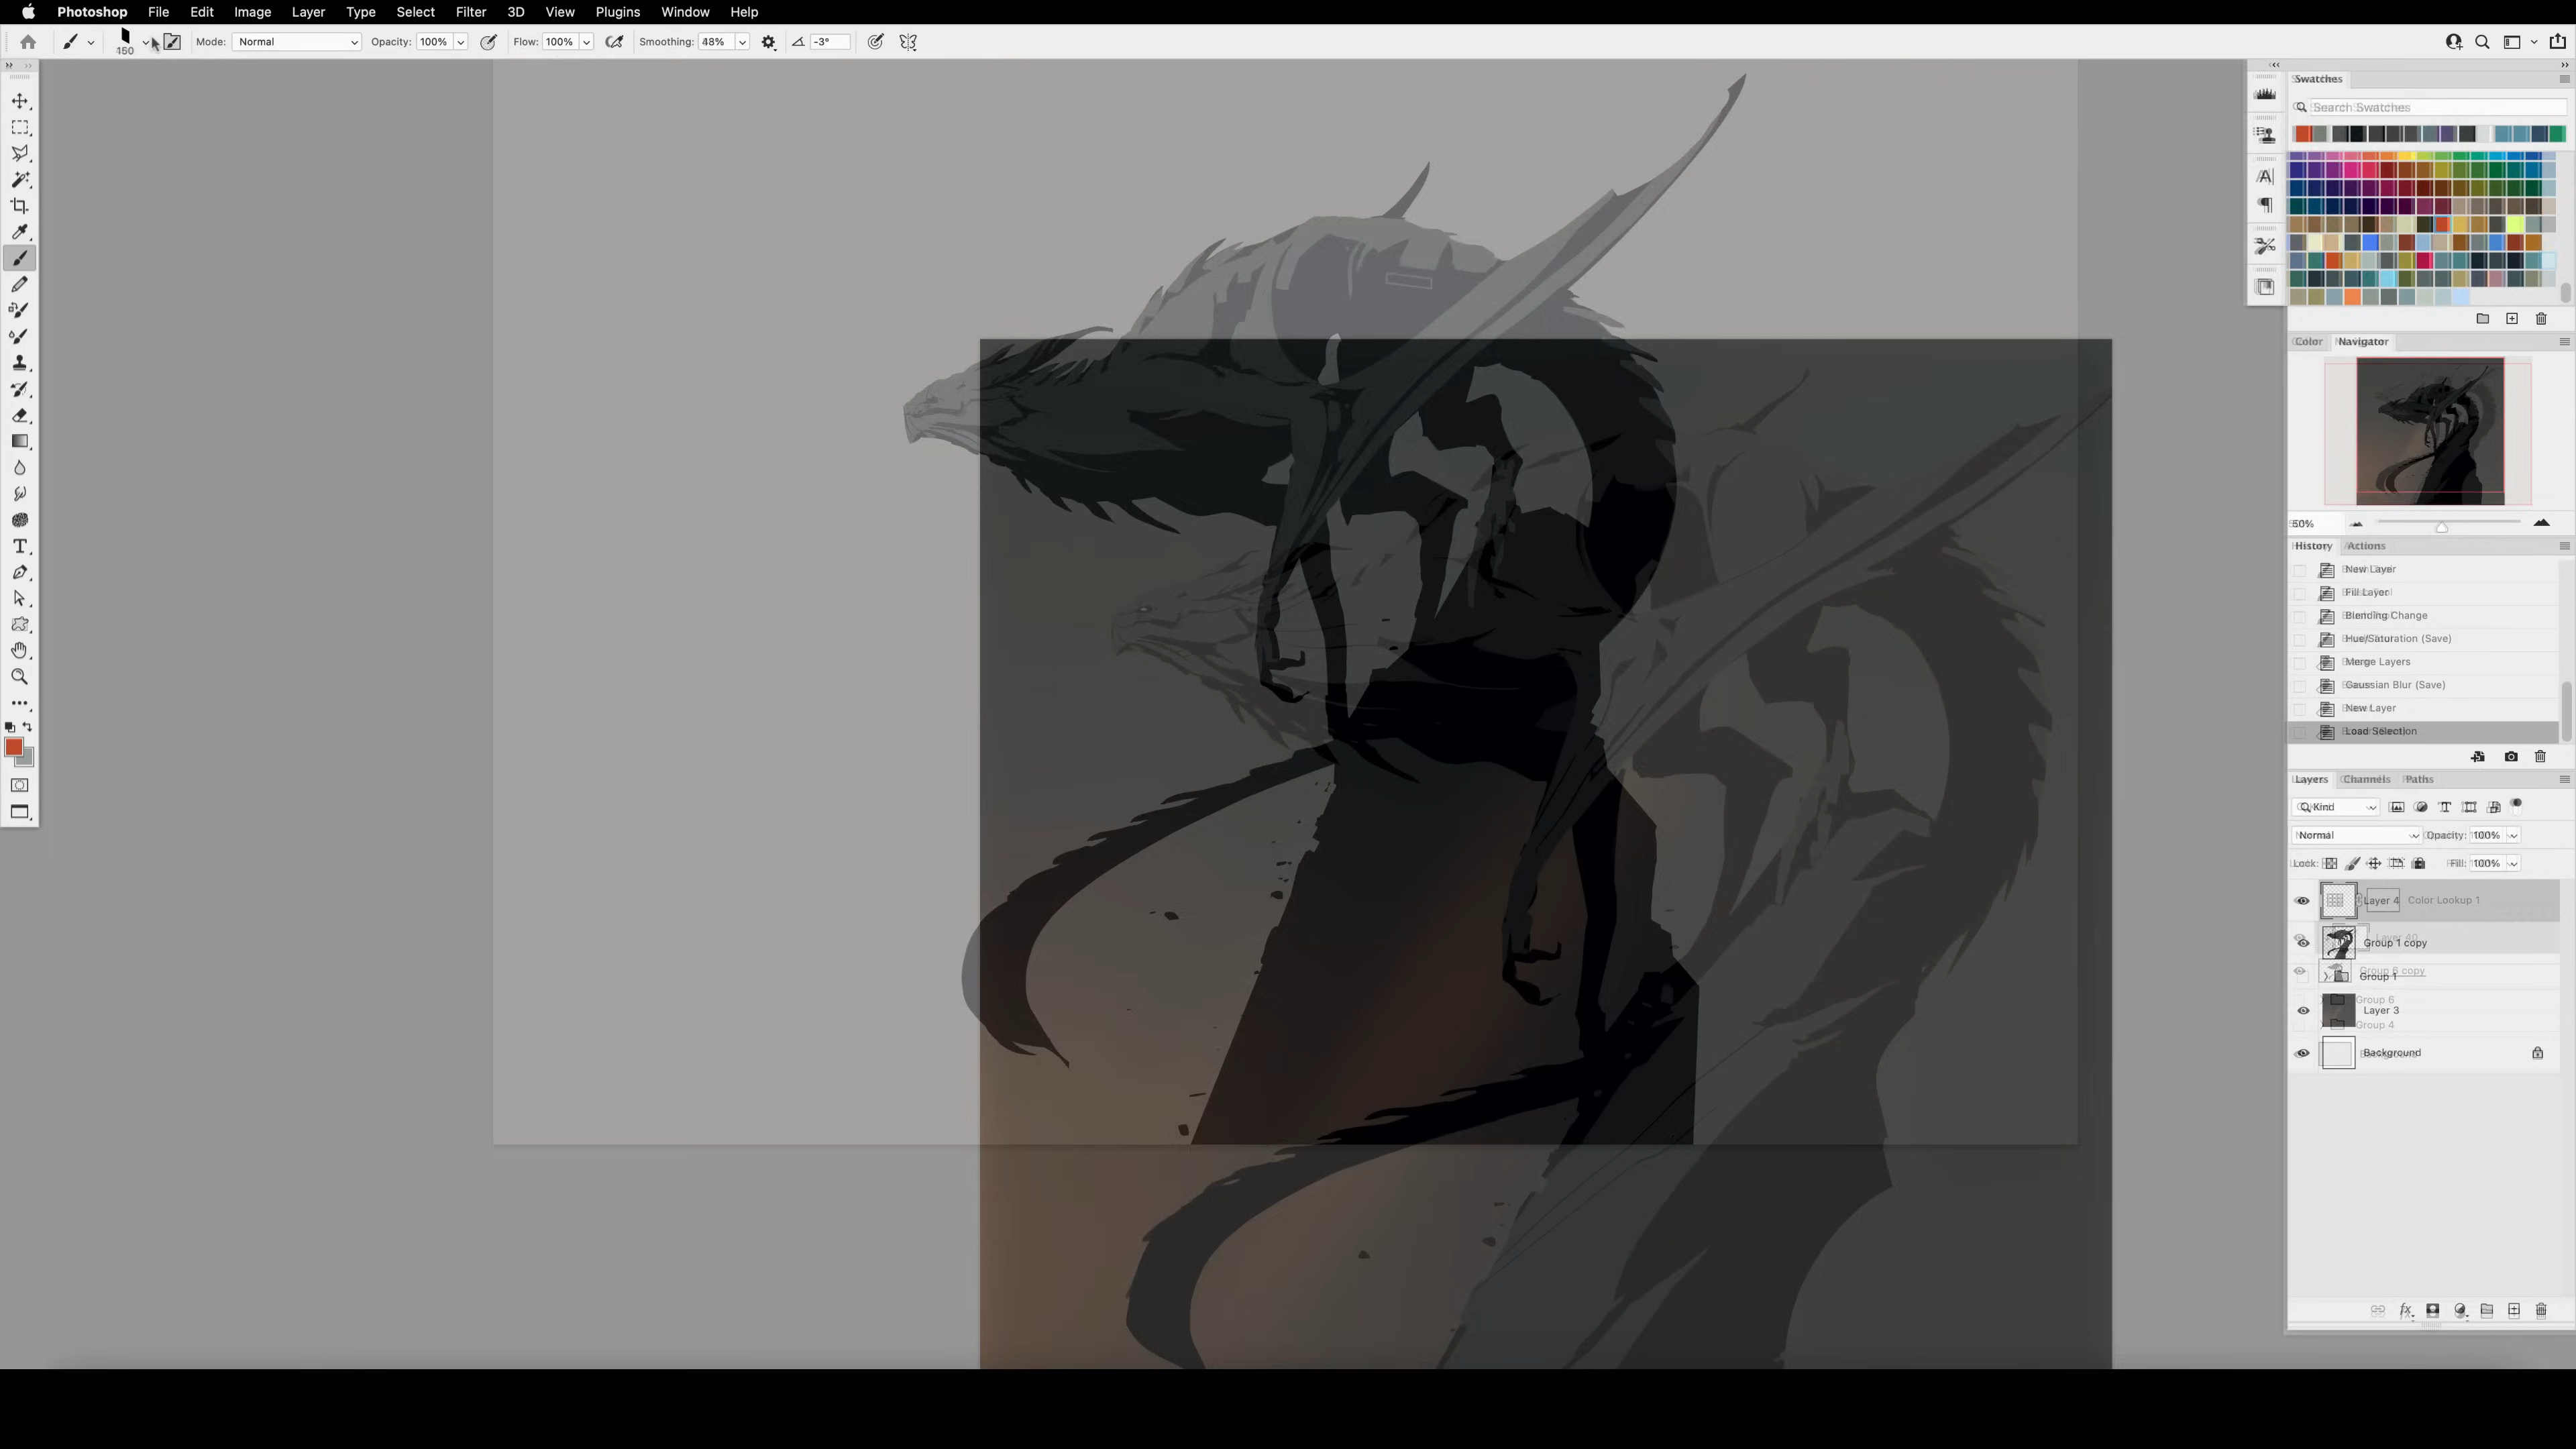 Photoshop File Edit Image Layer Type Select Filter 3D View Plugins Window Help
150 Mode: Normal Opacity: 100% Flow: 100% Smoothing: 48% -3°
Swatches
Search Swatches
Color Navigator
History Actions
New Layer
Fill Layer
Blending Change
Hue/Saturation (Save)
Merge Layers
Gaussian Blur (Save)
New Layer
Load Selection
Layers Channels Paths
Kind
Normal Opacity: 100%
Lock: Fill: 100%
Layer 4 Color Lookup 1
Layer 40
Group 1 copy
Group 6 copy
Group 1
Group 6
Layer 3
Group 4
Background